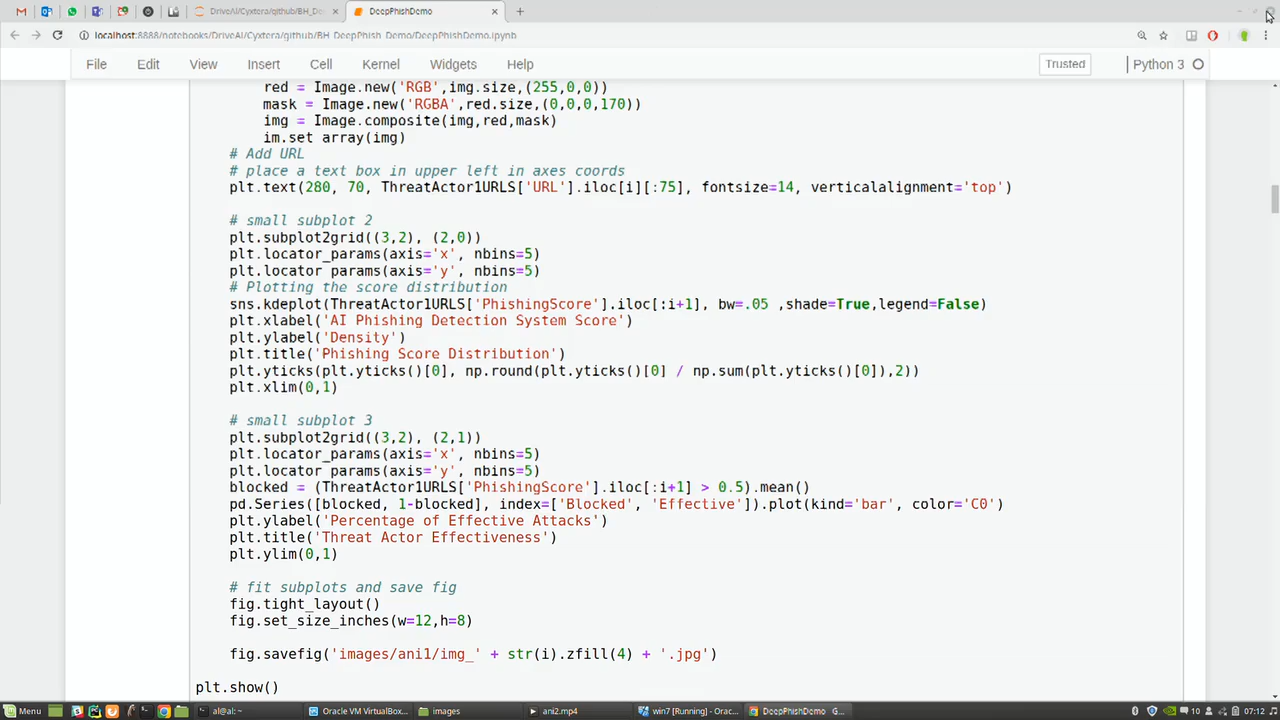 DriveAI/Cyxtera/github/BH_De
DeepPhishDemo
localhost:8888/notebooks/DriveAI/Cyxtera/github/BH_DeepPhish_Demo/DeepPhishDemo.ipynb
File Edit View Insert Cell Kernel Widgets Help Trusted Python 3
red = Image.new('RGB',img.size,(255,0,0))
mask = Image.new('RGBA',red.size,(0,0,0,170))
img = Image.composite(img,red,mask)
im.set_array(img)
# Add URL
# place a text box in upper left in axes coords
plt.text(280, 70, ThreatActor1URLS['URL'].iloc[i][:75], fontsize=14, verticalalignment='top')
# small subplot 2
plt.subplot2grid((3,2), (2,0))
plt.locator_params(axis='x', nbins=5)
plt.locator_params(axis='y', nbins=5)
# Plotting the score distribution
sns.kdeplot(ThreatActor1URLS['PhishingScore'].iloc[:i+1], bw=.05 ,shade=True,legend=False)
plt.xlabel('AI Phishing Detection System Score')
plt.ylabel('Density')
plt.title('Phishing Score Distribution')
plt.yticks(plt.yticks()[0], np.round(plt.yticks()[0] / np.sum(plt.yticks()[0]),2))
plt.xlim(0,1)
# small subplot 3
plt.subplot2grid((3,2), (2,1))
plt.locator_params(axis='x', nbins=5)
plt.locator_params(axis='y', nbins=5)
blocked = (ThreatActor1URLS['PhishingScore'].iloc[:i+1] > 0.5).mean()
pd.Series([blocked, 1-blocked], index=['Blocked', 'Effective']).plot(kind='bar', color='C0')
plt.ylabel('Percentage of Effective Attacks')
plt.title('Threat Actor Effectiveness')
plt.ylim(0,1)
# fit subplots and save fig
fig.tight_layout()
fig.set_size_inches(w=12,h=8)
fig.savefig('images/ani1/img_' + str(i).zfill(4) + '.jpg')
plt.show()
Menu al@al: ~ Oracle VM VirtualBox... images ani2.mp4 win7 [Running] - Orac... DeepPhishDemo - G... 10 07:12